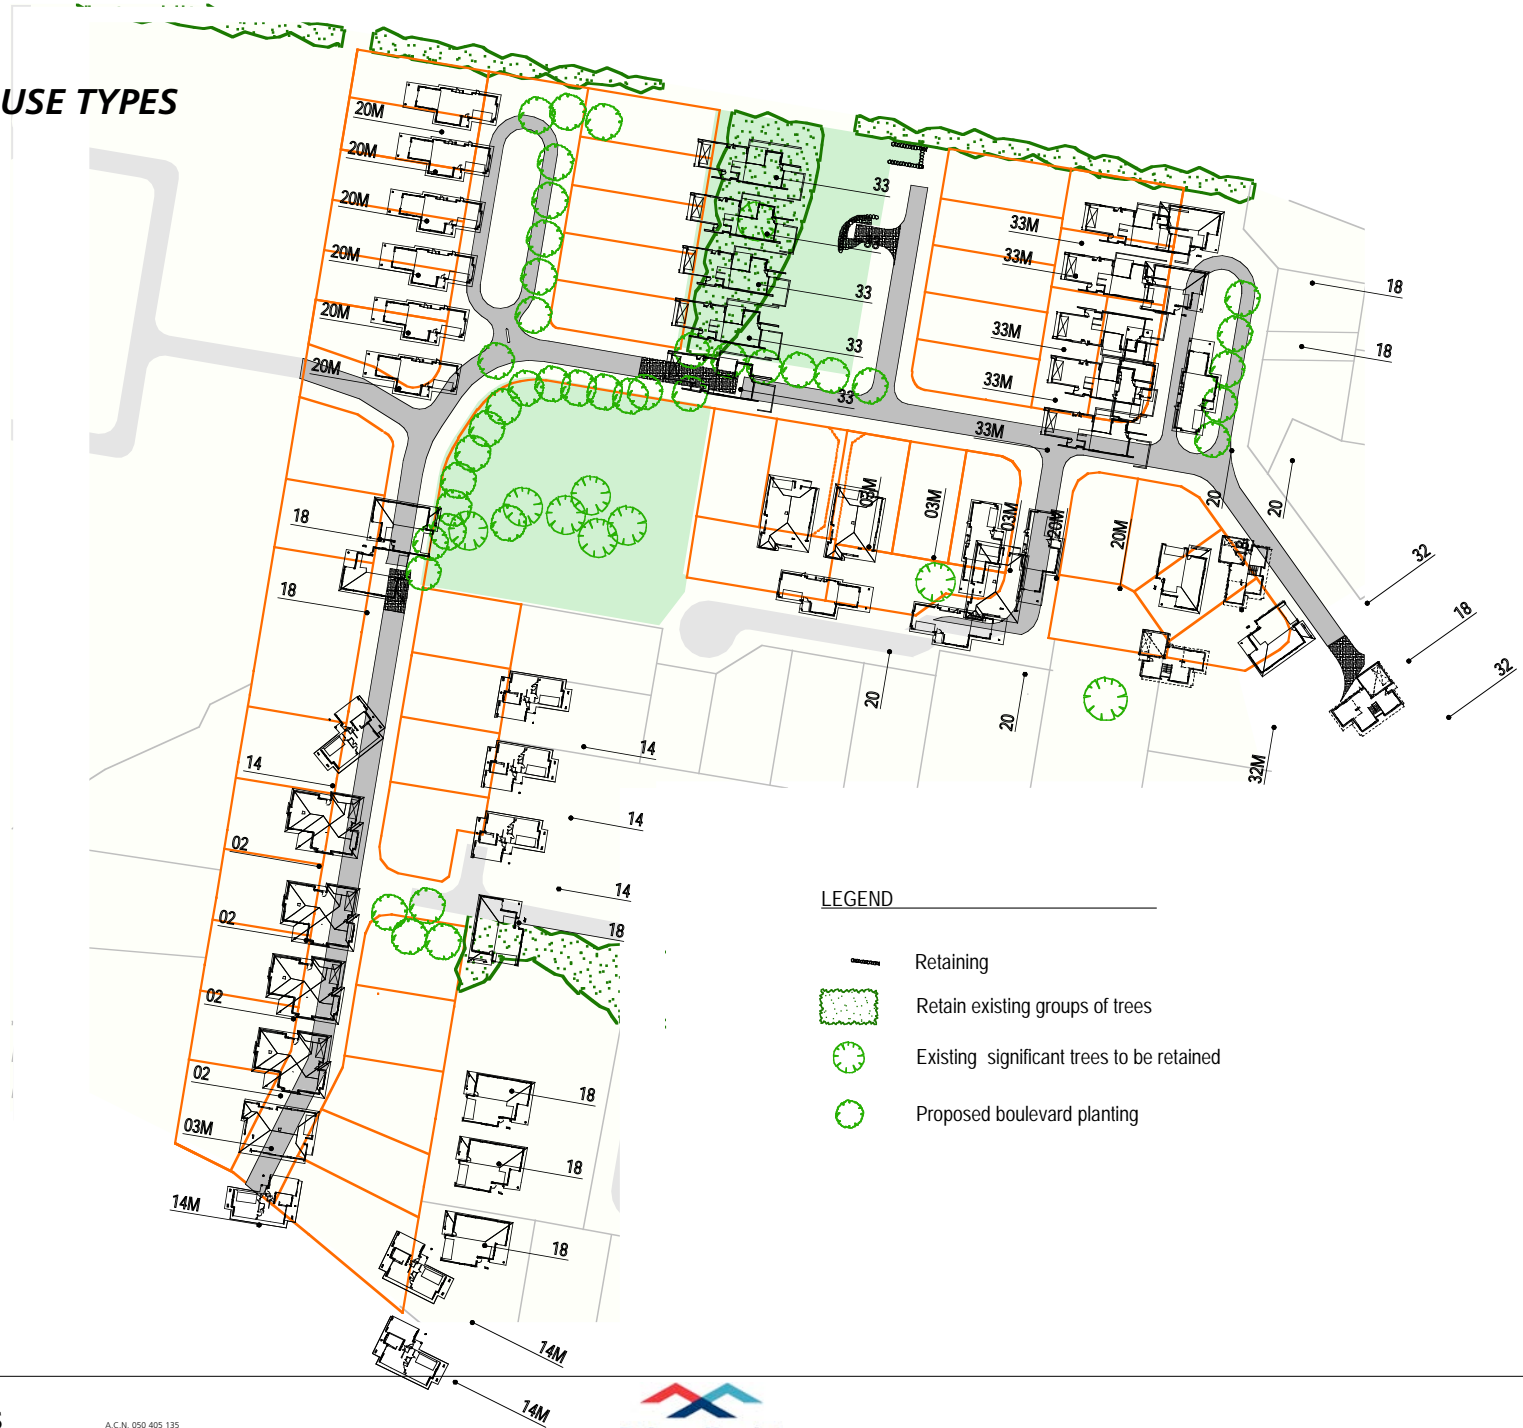 USE TYPES
20M
20M
20M
20M
20M
20M
33
33
33
33
33
33M
33M
33M
33M
33M
18
18
03M
03M
03M
20M
20M
18
20
20
32
18
32
32M
20
20
18
18
14
14
14
14
18
02
02
02
02
03M
14M
18
18
18
14M
14M
LEGEND
Retaining
Retain existing groups of trees
Existing significant trees to be retained
Proposed boulevard planting
A.C.N. 050 405 135